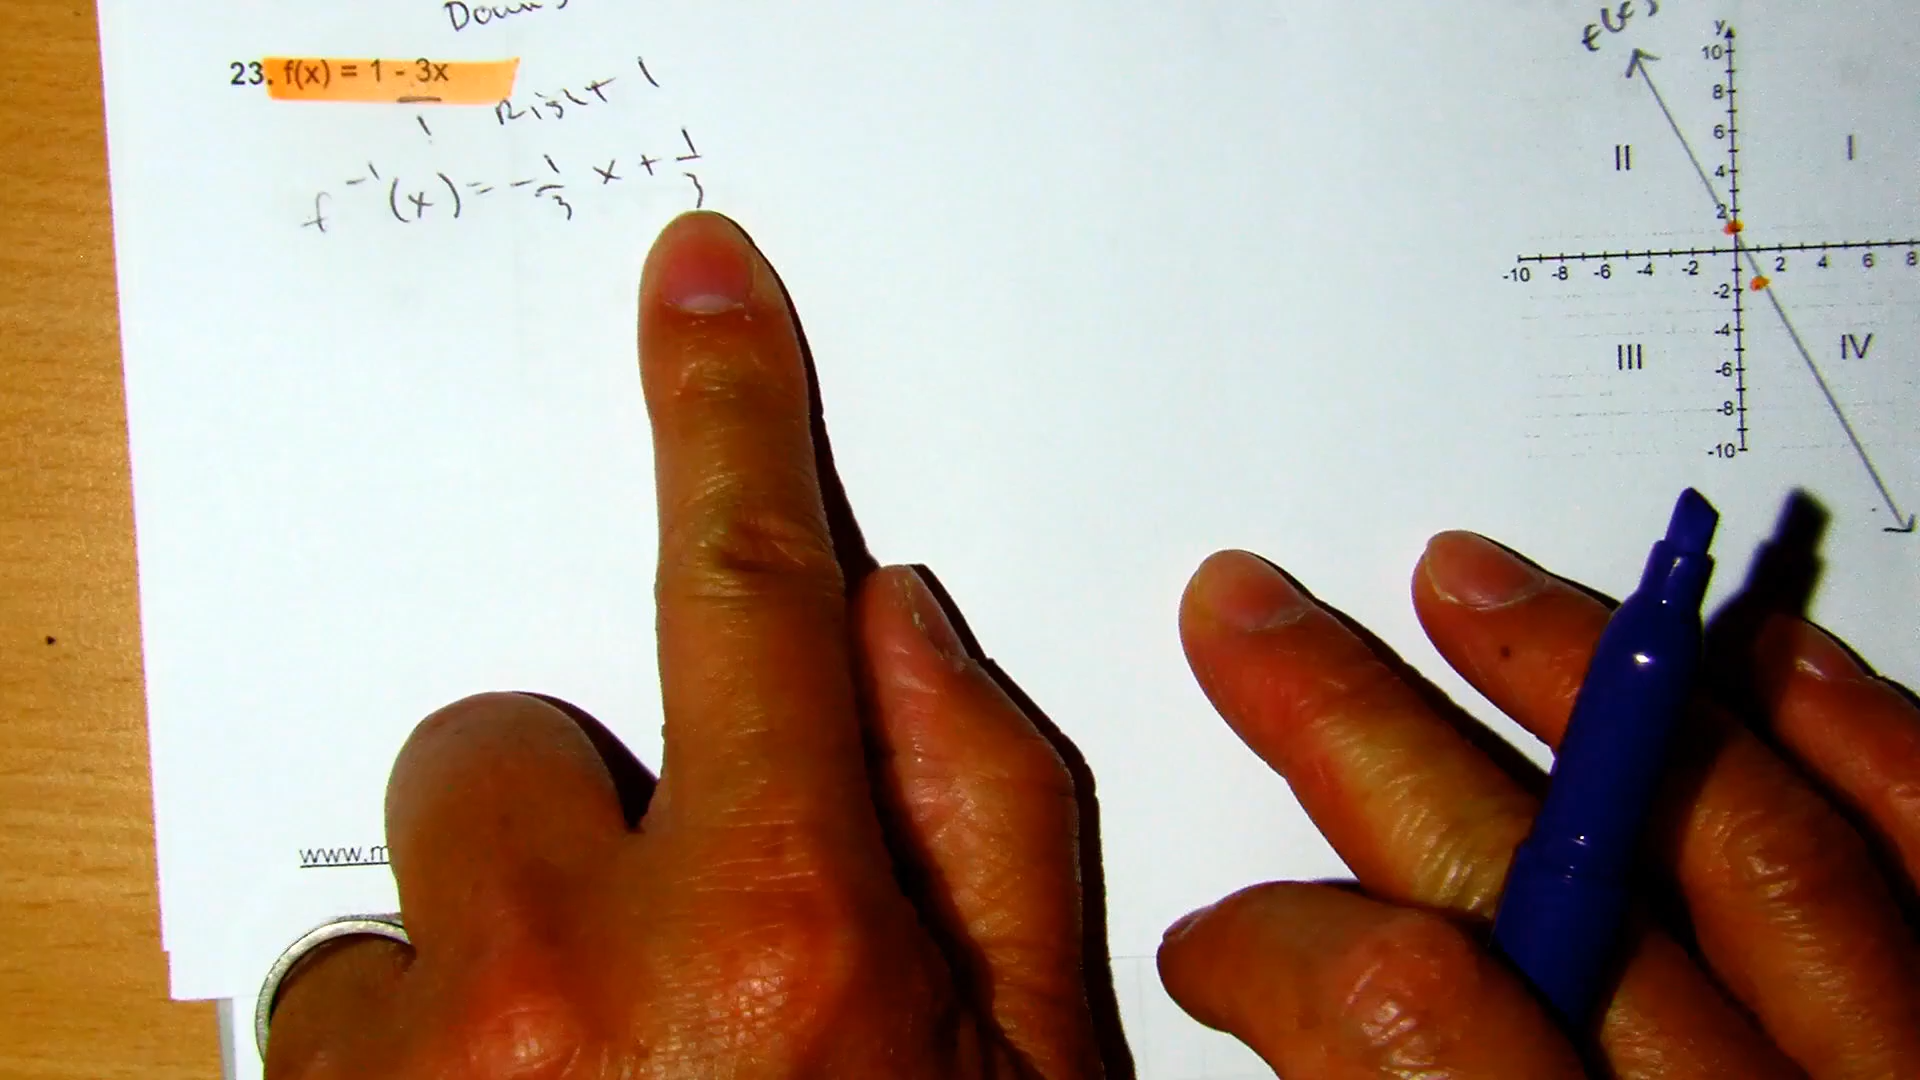 Down
23. f(x) = 1 - 3x
1 Right 1
f⁻¹(x) = -1/3 x + 1/3
www.m
f(x)
y
10
8
6
4
2
-2
-4
-6
-8
-10
-10 -8 -6 -4 -2 2 4 6 8
II I
III IV